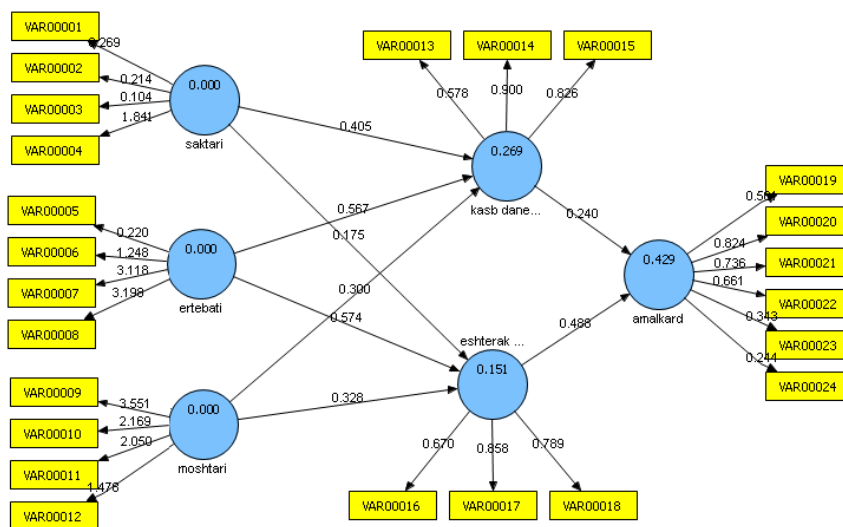 VAR00001
VAR00002
VAR00003
VAR00004
0.269
0.214
0.104
1.841
0.000
saktari
VAR00005
VAR00006
VAR00007
VAR00008
0.220
1.248
3.118
3.198
0.000
ertebati
VAR00009
VAR00010
VAR00011
VAR00012
3.551
2.169
2.050
1.476
0.000
moshtari
0.405
0.175
0.567
0.574
0.300
0.328
VAR00013
VAR00014
VAR00015
0.578
0.900
0.826
0.269
kasb dane...
eshterak ...
0.151
0.670
0.858
0.789
VAR00016
VAR00017
VAR00018
0.240
0.488
0.429
amalkard
0.824
0.736
0.661
0.343
0.244
VAR00019
VAR00020
VAR00021
VAR00022
VAR00023
VAR00024